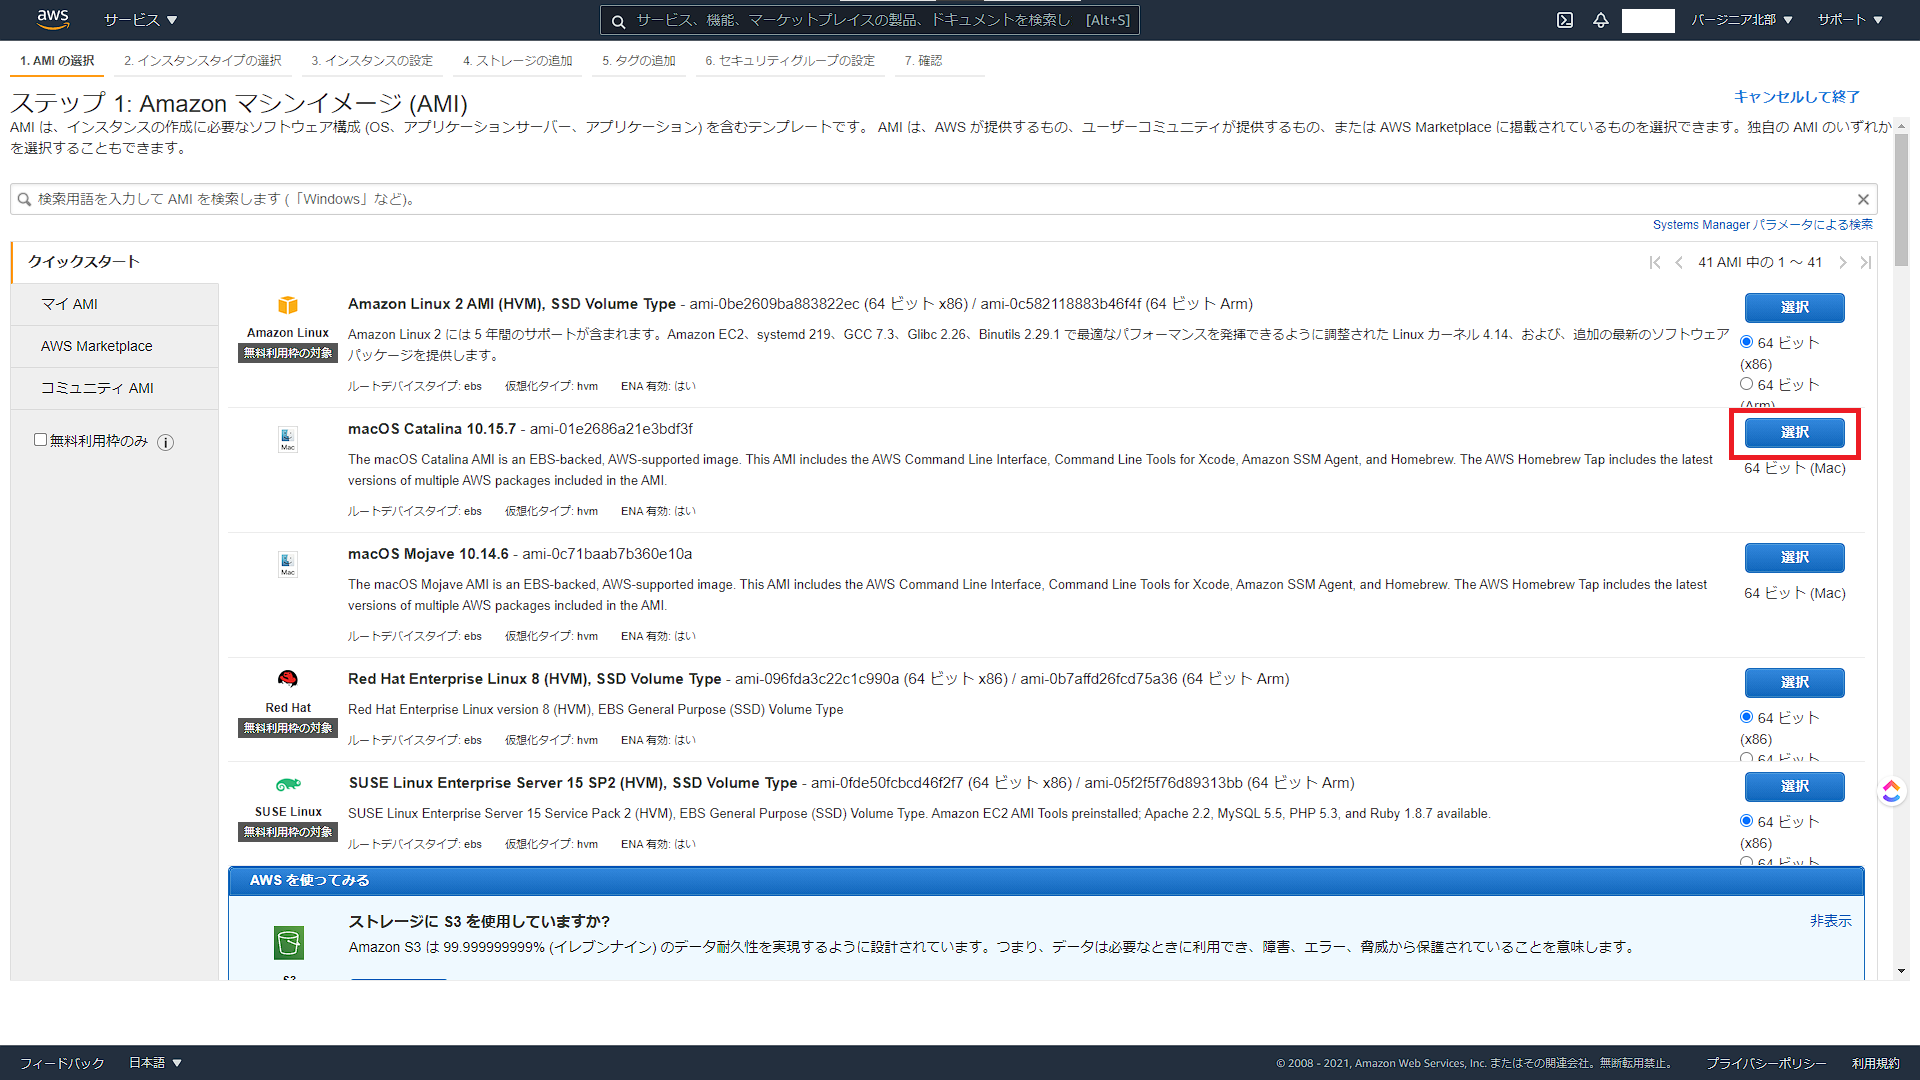 aws サービス ▼ サービス、機能、マーケットプレイスの製品、ドキュメントを検索し [Alt+S] バージニア北部 ▼ サポート ▼
1. AMI の選択 2. インスタンスタイプの選択 3. インスタンスの設定 4. ストレージの追加 5. タグの追加 6. セキュリティグループの設定 7. 確認
ステップ 1: Amazon マシンイメージ (AMI)
キャンセルして終了
AMI は、インスタンスの作成に必要なソフトウェア構成 (OS、アプリケーションサーバー、アプリケーション) を含むテンプレートです。 AMI は、AWS が提供するもの、ユーザーコミュニティが提供するもの、または AWS Marketplace に掲載されているものを選択できます。独自の AMI のいずれか
を選択することもできます。
検索用語を入力して AMI を検索します (「Windows」など)。
Systems Manager パラメータによる検索
クイックスタート
41 AMI 中の 1 ～ 41
マイ AMI
AWS Marketplace
コミュニティ AMI
無料利用枠のみ
Amazon Linux
無料利用枠の対象
Amazon Linux 2 AMI (HVM), SSD Volume Type - ami-0be2609ba883822ec (64 ビット x86) / ami-0c582118883b46f4f (64 ビット Arm)
Amazon Linux 2 には 5 年間のサポートが含まれます。Amazon EC2、systemd 219、GCC 7.3、Glibc 2.26、Binutils 2.29.1 で最適なパフォーマンスを発揮できるように調整された Linux カーネル 4.14、および、追加の最新のソフトウェア
パッケージを提供します。
ルートデバイスタイプ: ebs 仮想化タイプ: hvm ENA 有効: はい
選択
64 ビット
(x86)
64 ビット
(Arm)
Mac
macOS Catalina 10.15.7 - ami-01e2686a21e3bdf3f
The macOS Catalina AMI is an EBS-backed, AWS-supported image. This AMI includes the AWS Command Line Interface, Command Line Tools for Xcode, Amazon SSM Agent, and Homebrew. The AWS Homebrew Tap includes the latest
versions of multiple AWS packages included in the AMI.
ルートデバイスタイプ: ebs 仮想化タイプ: hvm ENA 有効: はい
選択
64 ビット (Mac)
Mac
macOS Mojave 10.14.6 - ami-0c71baab7b360e10a
The macOS Mojave AMI is an EBS-backed, AWS-supported image. This AMI includes the AWS Command Line Interface, Command Line Tools for Xcode, Amazon SSM Agent, and Homebrew. The AWS Homebrew Tap includes the latest
versions of multiple AWS packages included in the AMI.
ルートデバイスタイプ: ebs 仮想化タイプ: hvm ENA 有効: はい
選択
64 ビット (Mac)
Red Hat
無料利用枠の対象
Red Hat Enterprise Linux 8 (HVM), SSD Volume Type - ami-096fda3c22c1c990a (64 ビット x86) / ami-0b7affd26fcd75a36 (64 ビット Arm)
Red Hat Enterprise Linux version 8 (HVM), EBS General Purpose (SSD) Volume Type
ルートデバイスタイプ: ebs 仮想化タイプ: hvm ENA 有効: はい
選択
64 ビット
(x86)
64 ビット
SUSE Linux
無料利用枠の対象
SUSE Linux Enterprise Server 15 SP2 (HVM), SSD Volume Type - ami-0fde50fcbcd46f2f7 (64 ビット x86) / ami-05f2f5f76d89313bb (64 ビット Arm)
SUSE Linux Enterprise Server 15 Service Pack 2 (HVM), EBS General Purpose (SSD) Volume Type. Amazon EC2 AMI Tools preinstalled; Apache 2.2, MySQL 5.5, PHP 5.3, and Ruby 1.8.7 available.
ルートデバイスタイプ: ebs 仮想化タイプ: hvm ENA 有効: はい
選択
64 ビット
(x86)
64 ビット
AWS を使ってみる
ストレージに S3 を使用していますか?
非表示
Amazon S3 は 99.999999999% (イレブンナイン) のデータ耐久性を実現するように設計されています。つまり、データは必要なときに利用でき、障害、エラー、脅威から保護されていることを意味します。
S3
フィードバック 日本語 ▼ © 2008 - 2021, Amazon Web Services, Inc. またはその関連会社。無断転用禁止。 プライバシーポリシー 利用規約